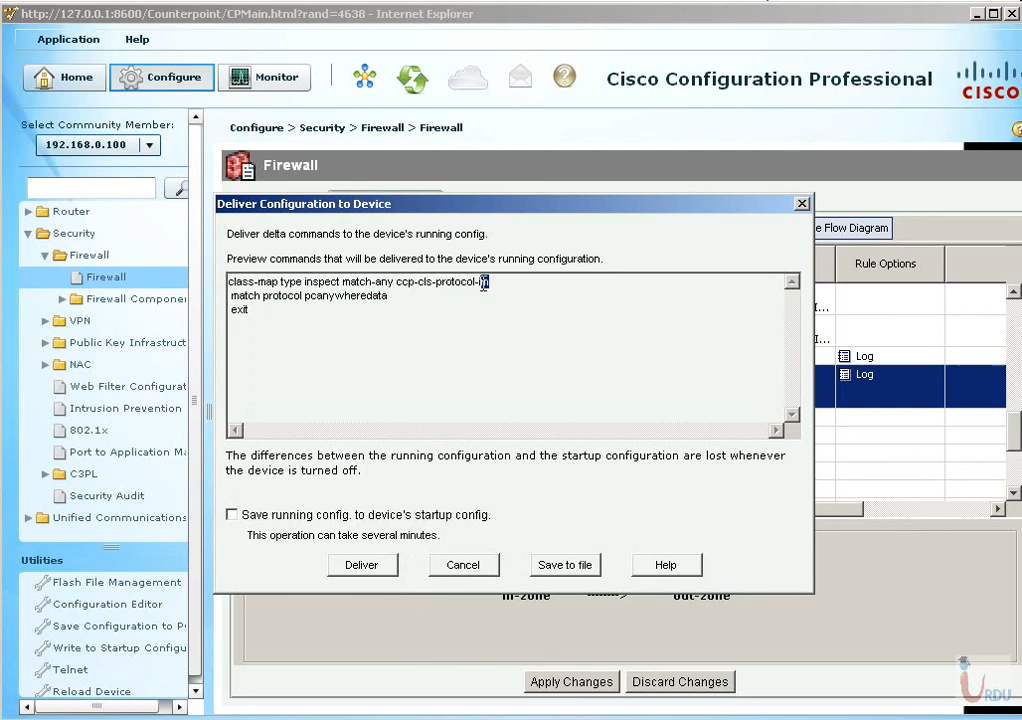 http://127.0.0.1:8600/Counterpoint/CPMain.html?rand=4638 - Internet Explorer
Application Help
Home Configure Monitor Cisco Configuration Professional
CISCO
Select Community Member:
192.168.0.100
Configure > Security > Firewall > Firewall
Firewall
Router
Security
Firewall
Firewall
Firewall Compone
VPN
Public Key Infrastruct
NAC
Web Filter Configurat
Intrusion Prevention
802.1x
Port to Application Ma
C3PL
Security Audit
Unified Communications
Utilities
Flash File Management
Configuration Editor
Save Configuration to P
Write to Startup Configu
Telnet
Reload Device
Deliver Configuration to Device
Deliver delta commands to the device's running config.
Preview commands that will be delivered to the device's running configuration.
class-map type inspect match-any ccp-cls-protocol-
match protocol pcanywheredata
exit
The differences between the running configuration and the startup configuration are lost whenever
the device is turned off.
Save running config. to device's startup config.
This operation can take several minutes.
Deliver Cancel Save to file Help
e Flow Diagram
Rule Options
I...
I...
Log
Log
in-zone out-zone
Apply Changes Discard Changes
URDU